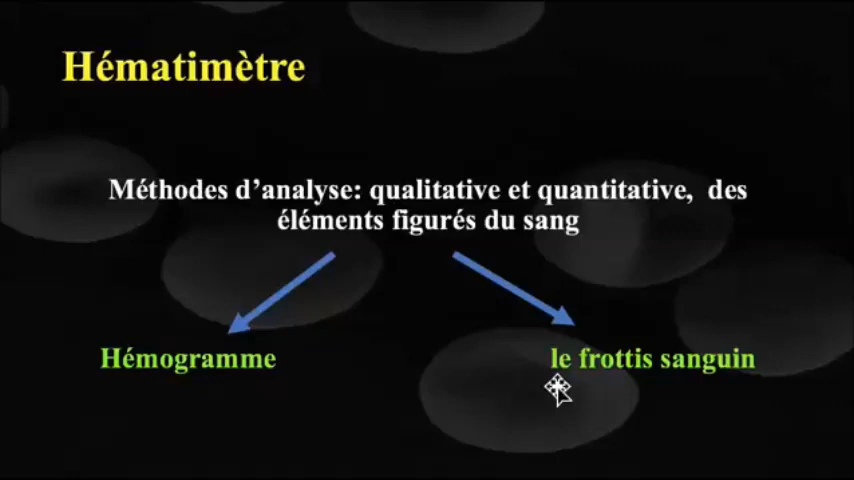 Hématimètre
Méthodes d’analyse: qualitative et quantitative,  des
éléments figurés du sang
Hémogramme
le frottis sanguin